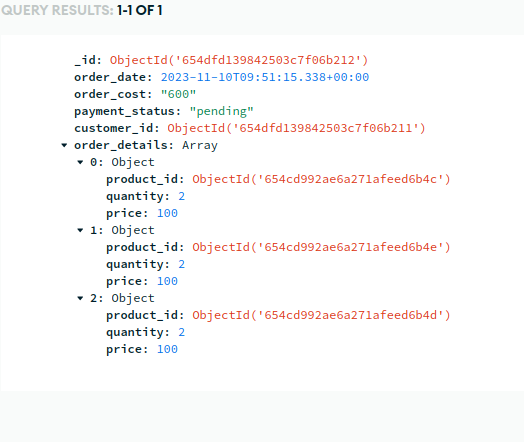 QUERY RESULTS: 1-1 OF 1
_id: ObjectId('654dfd139842503c7f06b212')
order_date: 2023-11-10T09:51:15.338+00:00
order_cost: "600"
payment_status: "pending"
customer_id: ObjectId('654dfd139842503c7f06b211')
order_details: Array
0: Object
product_id: ObjectId('654cd992ae6a271afeed6b4c')
quantity: 2
price: 100
1: Object
product_id: ObjectId('654cd992ae6a271afeed6b4e')
quantity: 2
price: 100
2: Object
product_id: ObjectId('654cd992ae6a271afeed6b4d')
quantity: 2
price: 100